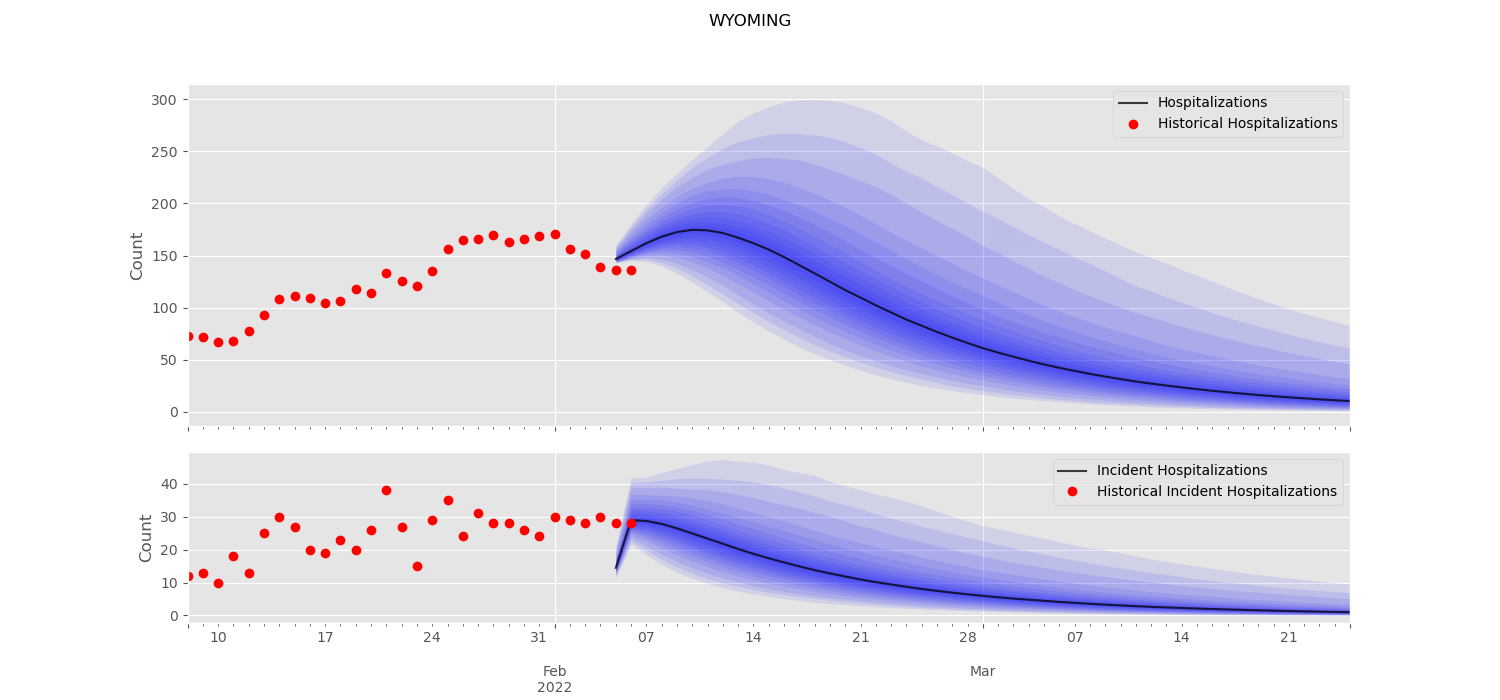 WYOMING
Count
300
250
200
150
100
50
0
Hospitalizations
Historical Hospitalizations
Count
40
30
20
10
0
Incident Hospitalizations
Historical Incident Hospitalizations
10 17 24 31 07 14 21 28 07 14 21
Feb Mar
2022